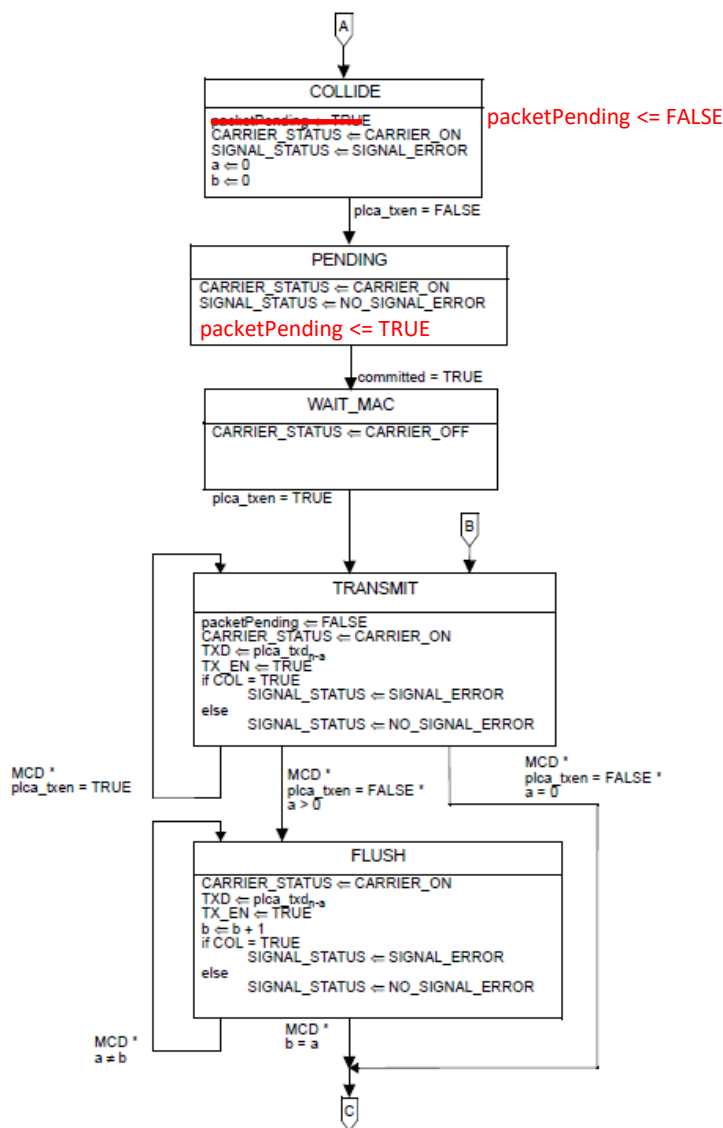 A
COLLIDE
packetPending ⇐ TRUE
packetPending <= FALSE
CARRIER_STATUS ⇐ CARRIER_ON
SIGNAL_STATUS ⇐ SIGNAL_ERROR
a ⇐ 0
b ⇐ 0
plca_txen = FALSE
PENDING
CARRIER_STATUS ⇐ CARRIER_ON
SIGNAL_STATUS ⇐ NO_SIGNAL_ERROR
packetPending <= TRUE
committed = TRUE
WAIT_MAC
CARRIER_STATUS ⇐ CARRIER_OFF
plca_txen = TRUE
B
TRANSMIT
packetPending ⇐ FALSE
CARRIER_STATUS ⇐ CARRIER_ON
TXD ⇐ plca_txdn-a
TX_EN ⇐ TRUE
if COL = TRUE
SIGNAL_STATUS ⇐ SIGNAL_ERROR
else
SIGNAL_STATUS ⇐ NO_SIGNAL_ERROR
MCD *
plca_txen = TRUE
MCD *
plca_txen = FALSE *
a > 0
MCD *
plca_txen = FALSE *
a = 0
FLUSH
CARRIER_STATUS ⇐ CARRIER_ON
TXD ⇐ plca_txdn-a
TX_EN ⇐ TRUE
b ⇐ b + 1
if COL = TRUE
SIGNAL_STATUS ⇐ SIGNAL_ERROR
else
SIGNAL_STATUS ⇐ NO_SIGNAL_ERROR
MCD *
a ≠ b
MCD *
b = a
C